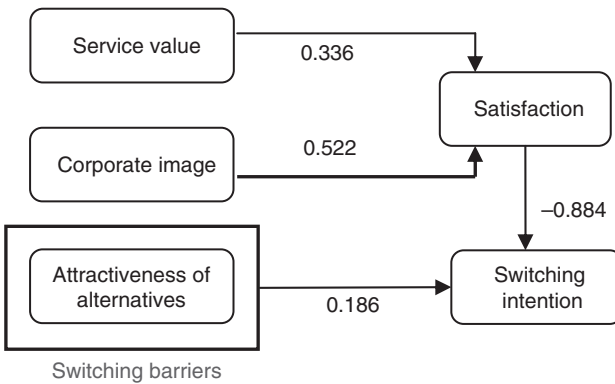 Service value
0.336
Satisfaction
Corporate image
0.522
–0.884
Attractiveness of
alternatives
0.186
Switching
intention
Switching barriers